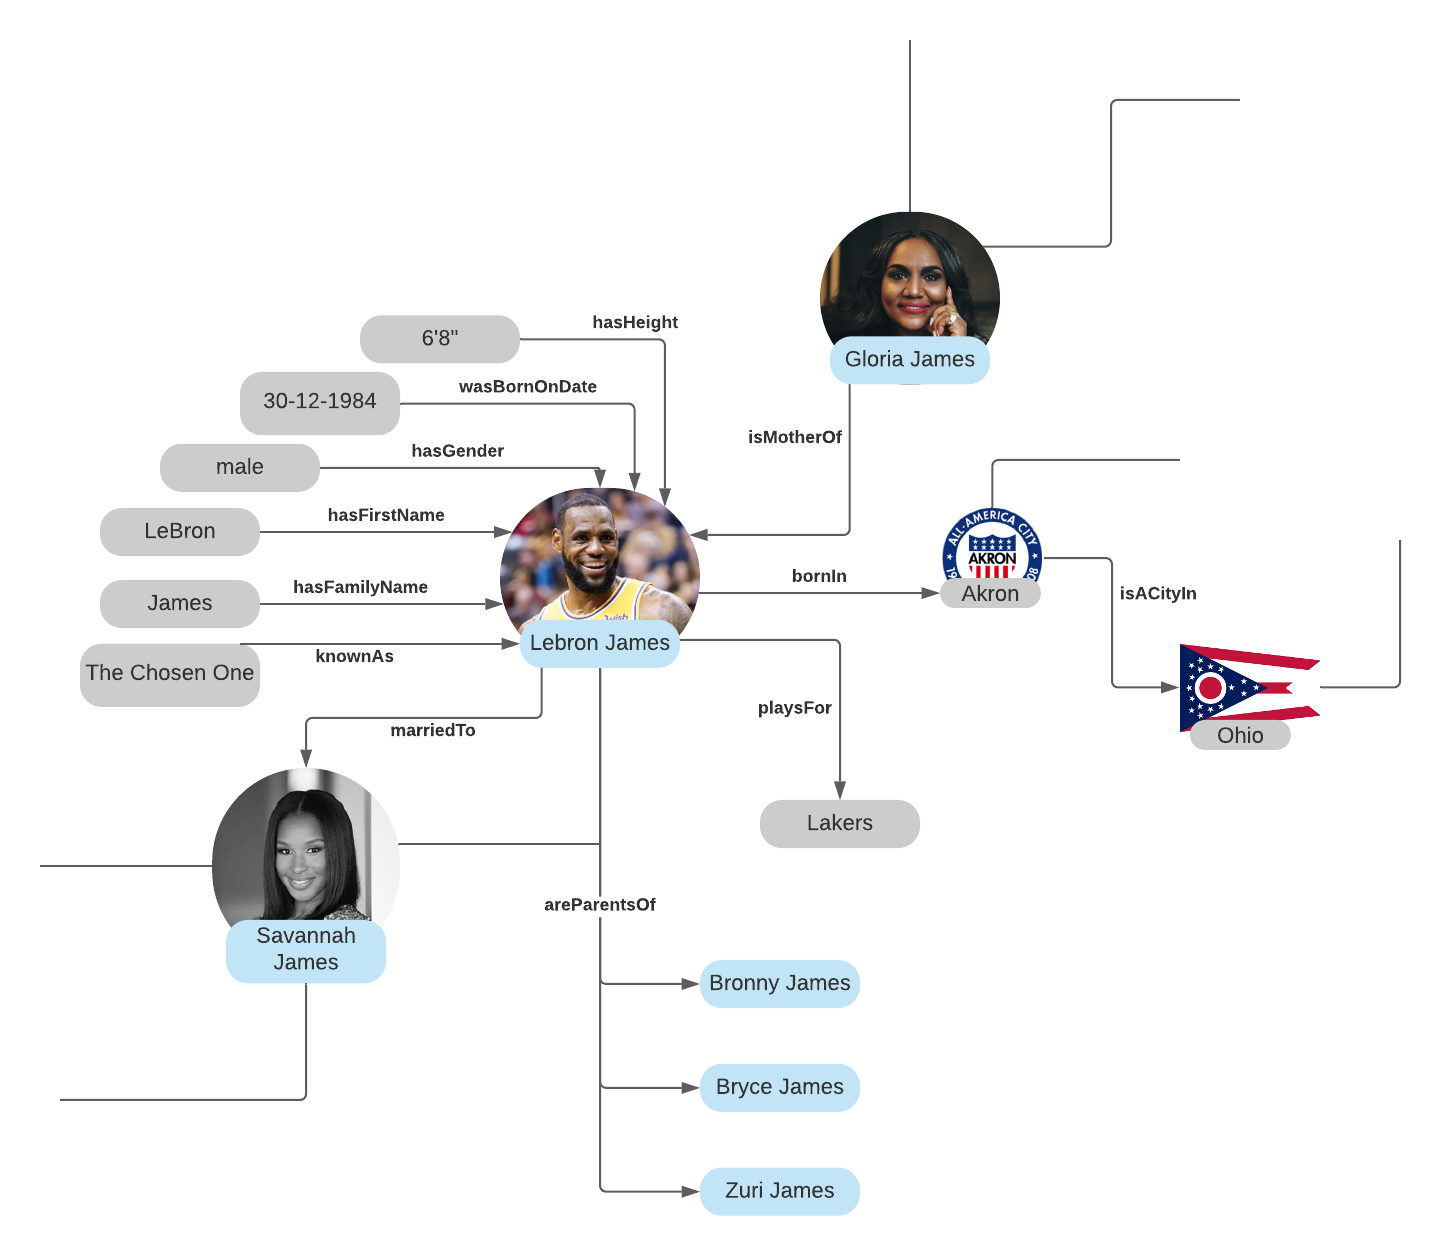 hasHeight
6'8"
Gloria James
wasBornOnDate
30-12-1984
isMotherOf
hasGender
male
hasFirstName
LeBron
ALL-AMERICA CITY
AKRON
bornIn
Akron
isACityIn
hasFamilyName
James
wish
Lebron James
knownAs
The Chosen One
playsFor
marriedTo
Ohio
Lakers
areParentsOf
Savannah
James
Bronny James
Bryce James
Zuri James